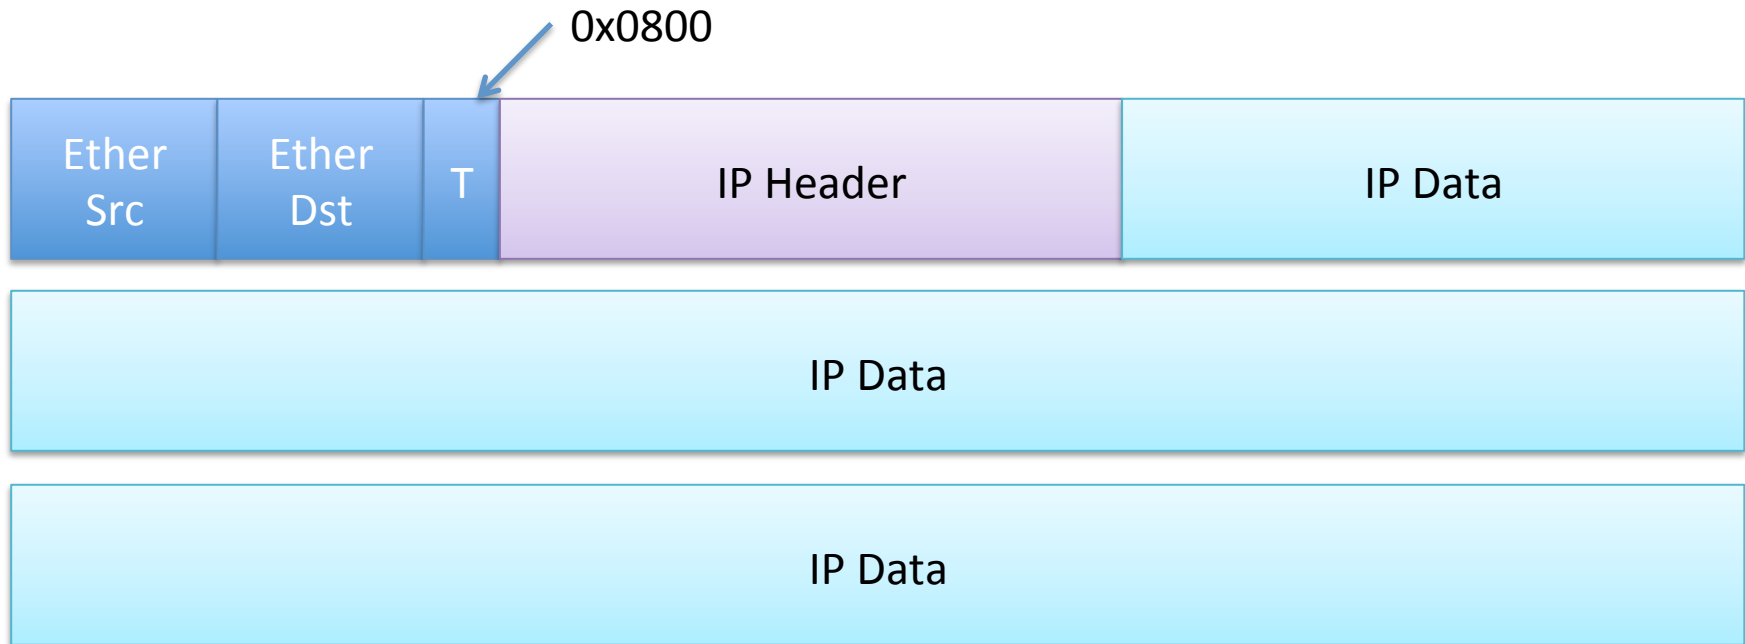 0x0800
Ether
Src
Ether
Dst
T
IP Header
IP Data
IP Data
IP Data